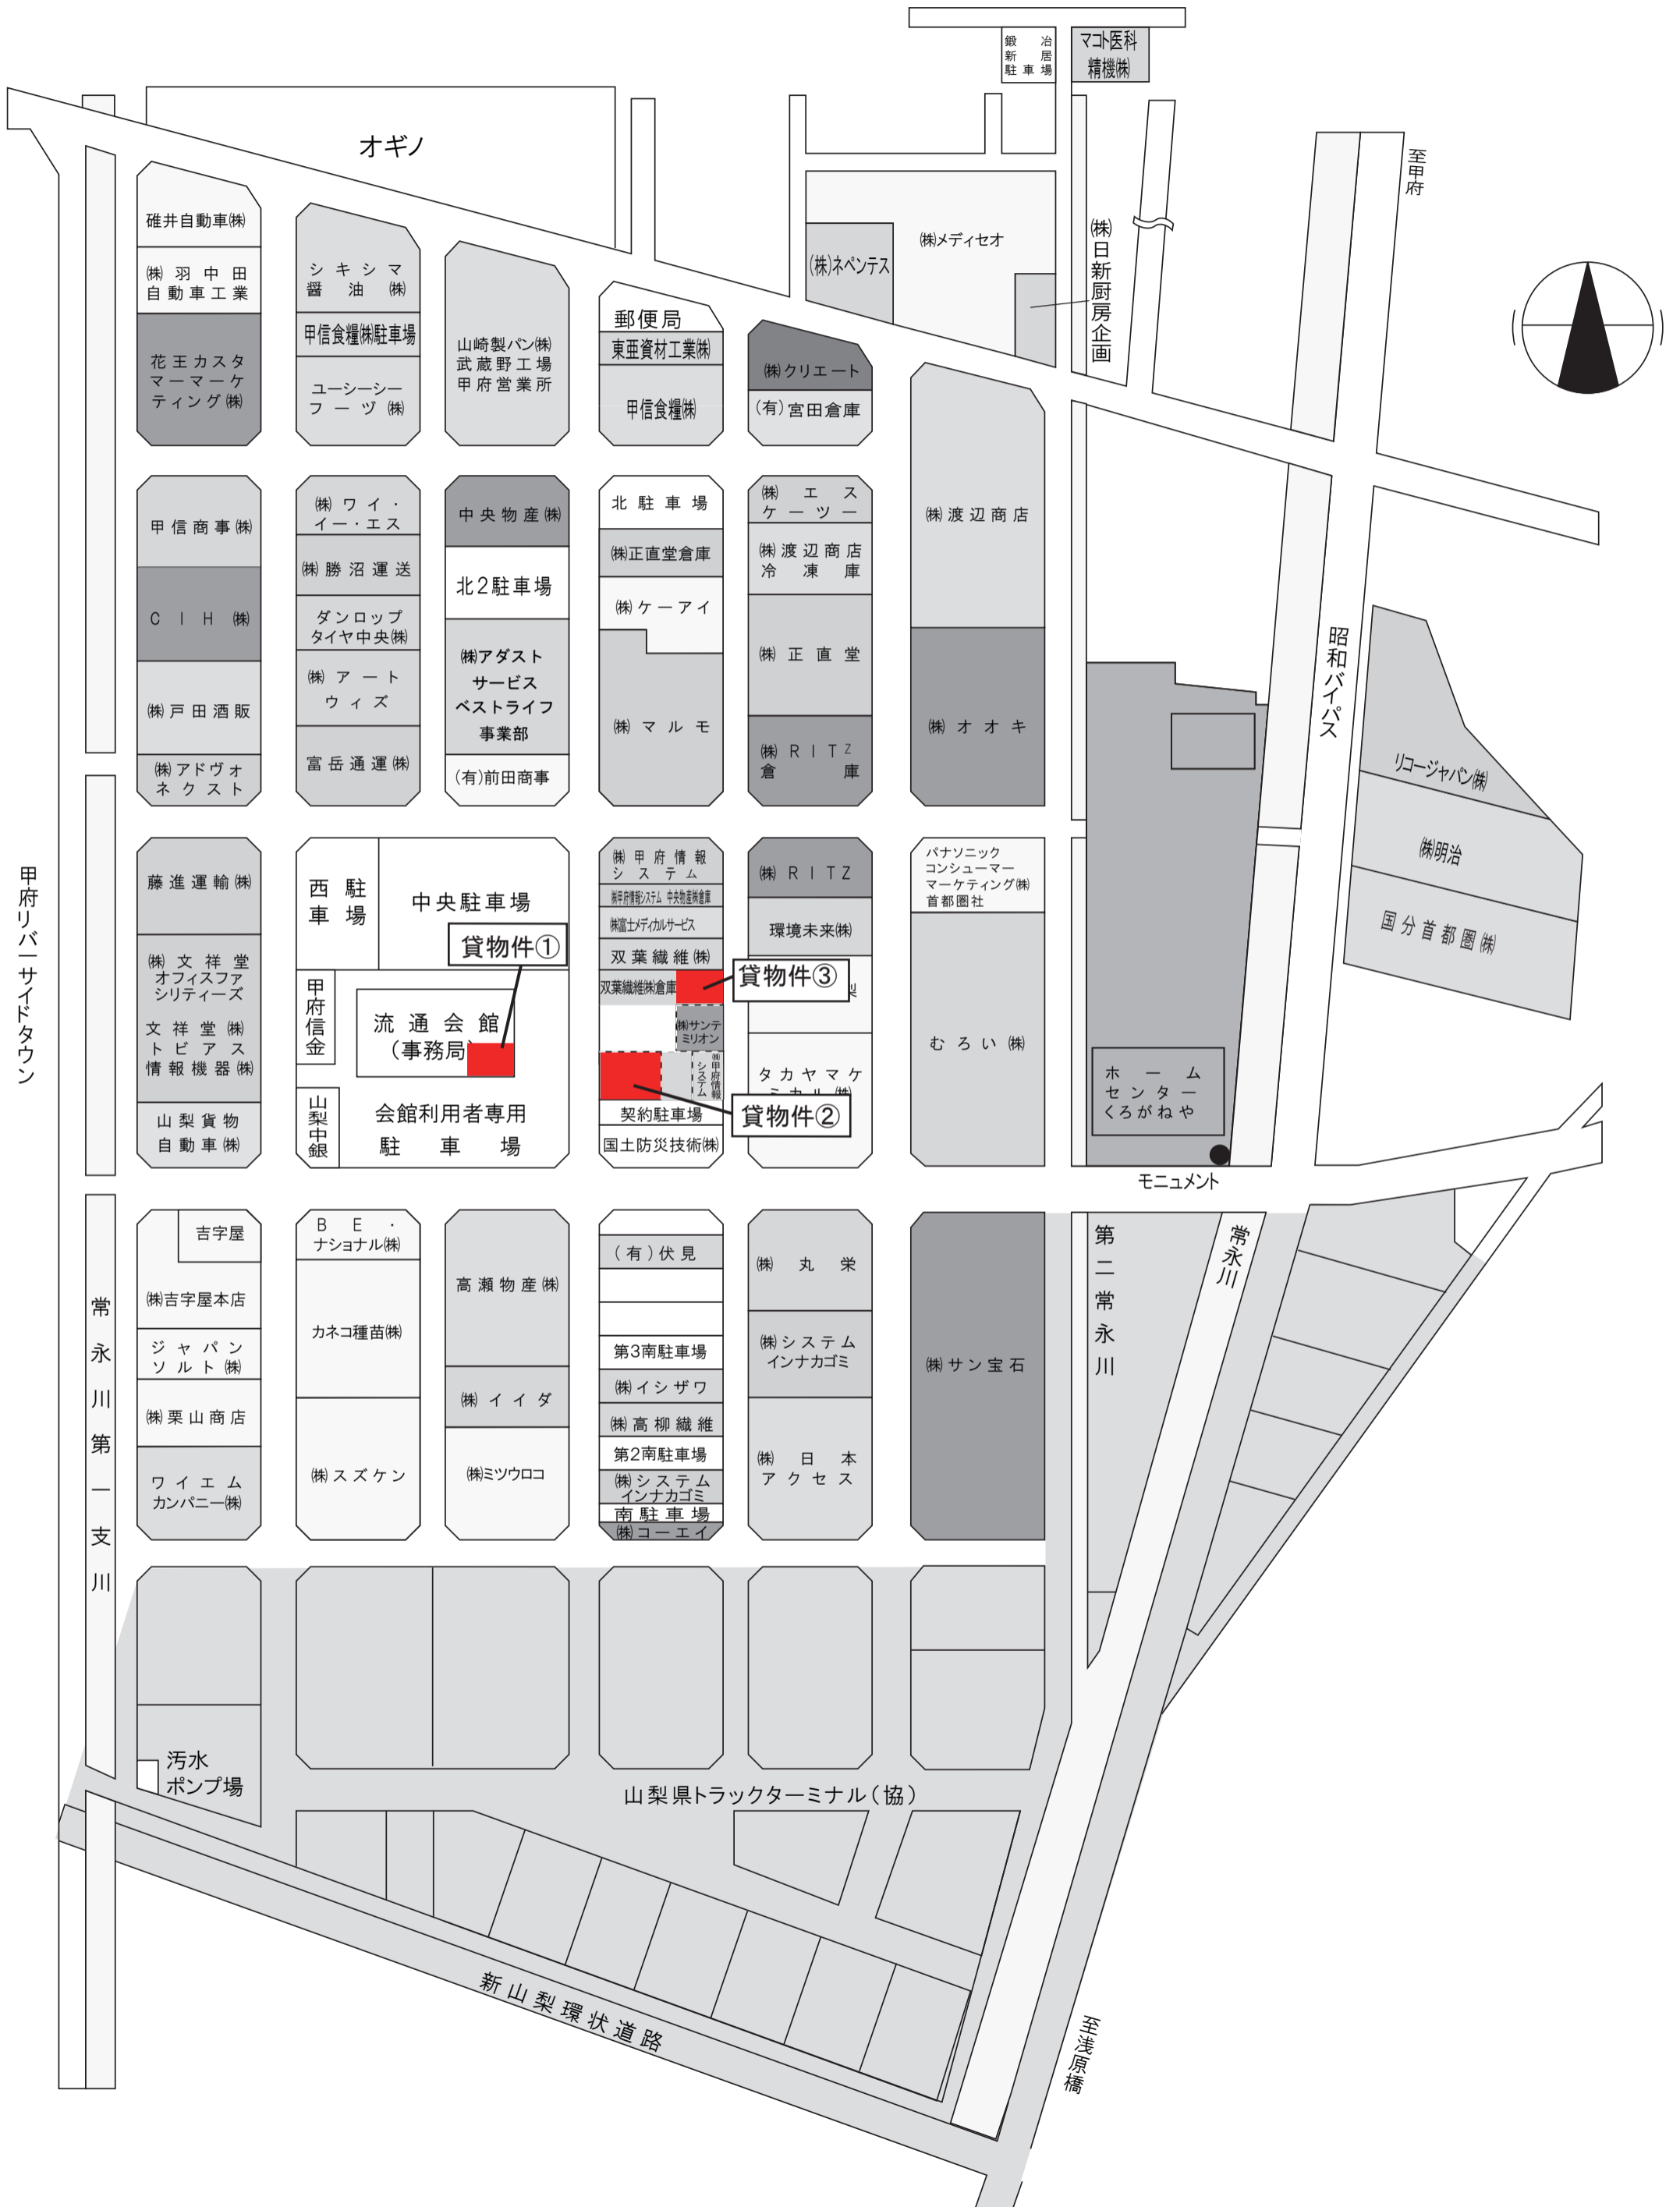 鍛冶
新居
駐車場
マコト医科
精機㈱
オギノ
至甲府
碓井自動車㈱
㈱羽中田
自動車工業
花王カスタ
マーマーケ
ティング㈱
シキシマ
醤油㈱
甲信食糧㈱駐車場
ユーシーシー
フーヅ㈱
山崎製パン㈱
武蔵野工場
甲府営業所
郵便局
東亜資材工業㈱
甲信食糧㈱
㈱クリエート
(有)宮田倉庫
(株)ネペンテス
㈱メディセオ
㈱日新厨房企画
甲信商事㈱
CIH㈱
㈱戸田酒販
㈱アドヴォ
ネクスト
㈱ワイ・
イー・エス
㈱勝沼運送
ダンロップ
タイヤ中央㈱
㈱アート
ウィズ
富岳通運㈱
中央物産㈱
北2駐車場
㈱アダスト
サービス
ベストライフ
事業部
(有)前田商事
北駐車場
㈱正直堂倉庫
㈱ケーアイ
㈱マルモ
㈱エス
ケーツー
㈱渡辺商店
冷凍庫
㈱正直堂
㈱RITZ
倉庫
㈱渡辺商店
㈱オオキ
昭和バイパス
リコージャパン㈱
㈱明治
国分首都圏㈱
甲府リバーサイドタウン
藤進運輸㈱
㈱文祥堂
オフィスファ
シリティーズ
文祥堂㈱
トビアス
情報機器㈱
山梨貨物
自動車㈱
西駐
車場
中央駐車場
貸物件①
甲府信金
流通会館
(事務局)
山梨中銀
会館利用者専用
駐車場
㈱甲府情報
システム
㈱甲府情報システム 中央物産㈱倉庫
㈱富士メディカルサービス
双葉繊維㈱
双葉繊維㈱倉庫
貸物件③
㈱サンテ
ミリオン
㈱甲府情報
システム
貸物件②
契約駐車場
国土防災技術㈱
㈱RITZ
環境未来㈱
タカヤマケ
ミカル㈱
パナソニック
コンシューマー
マーケティング㈱
首都圏社
むろい㈱
ホーム
センター
くろがねや
モニュメント
吉字屋
㈱吉字屋本店
ジャパン
ソルト㈱
㈱栗山商店
ワイエム
カンパニー㈱
BE・
ナショナル㈱
カネコ種苗㈱
㈱スズケン
高瀬物産㈱
㈱イイダ
㈱ミツウロコ
(有)伏見
第3南駐車場
㈱イシザワ
㈱高柳繊維
第2南駐車場
㈱システム
インナカゴミ
南駐車場
㈱コーエイ
㈱丸栄
㈱システム
インナカゴミ
㈱日本
アクセス
㈱サン宝石
第二常永川
常永川
常永川第一支川
汚水
ポンプ場
山梨県トラックターミナル(協)
新山梨環状道路
至浅原橋